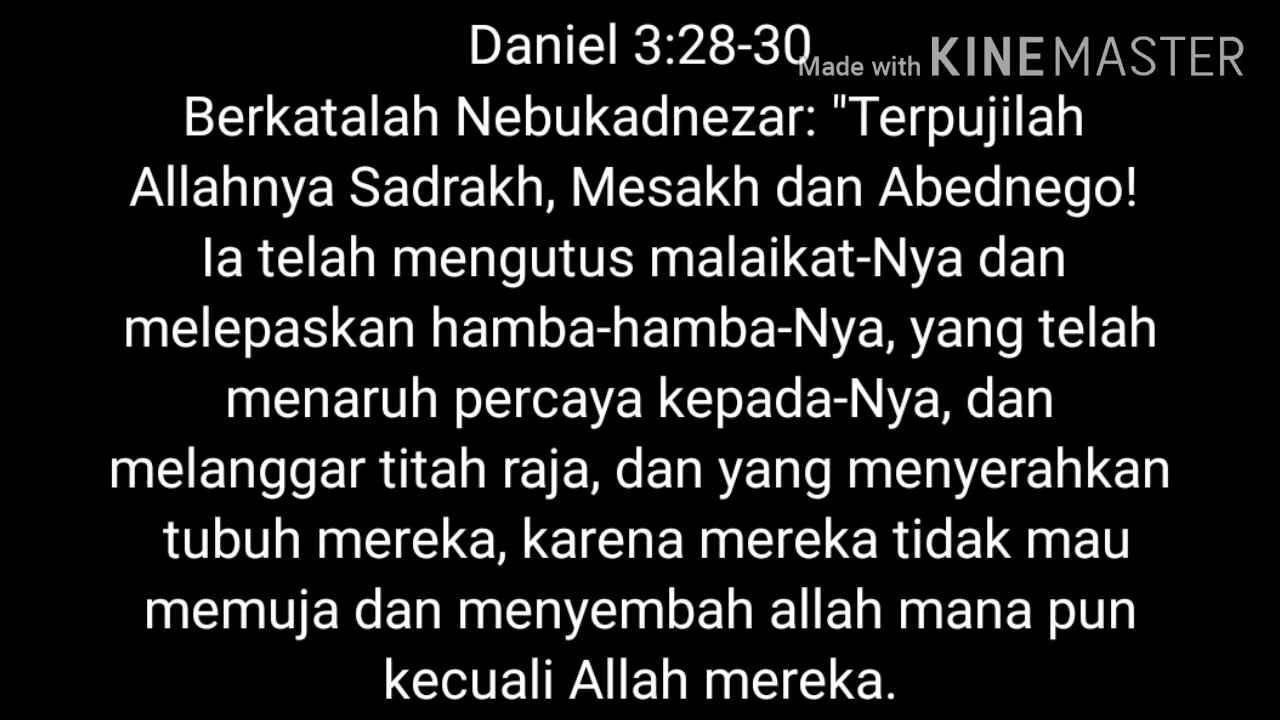 Daniel 3:28-30
Made with KINEMASTER
Berkatalah Nebukadnezar: "Terpujilah
Allahnya Sadrakh, Mesakh dan Abednego!
Ia telah mengutus malaikat-Nya dan
melepaskan hamba-hamba-Nya, yang telah
menaruh percaya kepada-Nya, dan
melanggar titah raja, dan yang menyerahkan
tubuh mereka, karena mereka tidak mau
memuja dan menyembah allah mana pun
kecuali Allah mereka.